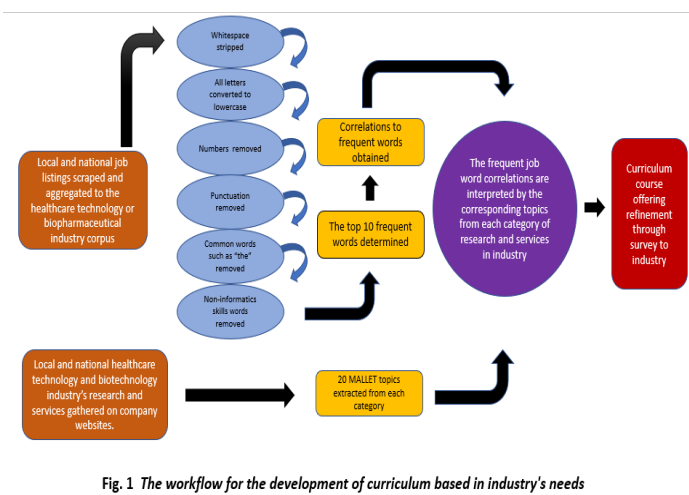 Whitespace
stripped
All letters
converted to
lowercase
Numbers removed
Punctuation
removed
Common words
such as “the”
removed
Non-informatics
skills words
removed
Local and national job
listings scraped and
aggregated to the
healthcare technology or
biopharmaceutical
industry corpus
Correlations to
frequent words
obtained
The top 10 frequent
words determined
The frequent job
word correlations are
interpreted by the
corresponding topics
from each category of
research and services
in industry
Curriculum
course
offering
refinement
through
survey to
industry
Local and national healthcare
technology and biotechnology
industry’s research and
services gathered on company
websites.
20 MALLET topics
extracted from each
category
Fig. 1 The workflow for the development of curriculum based in industry's needs